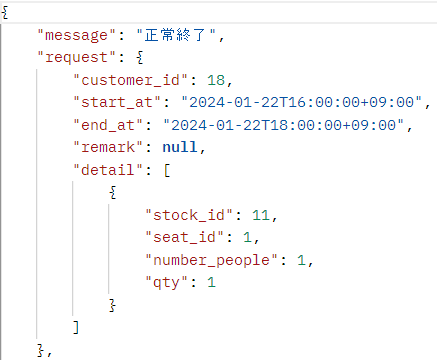 {
    "message": "正常終了",
    "request": {
        "customer_id": 18,
        "start_at": "2024-01-22T16:00:00+09:00",
        "end_at": "2024-01-22T18:00:00+09:00",
        "remark": null,
        "detail": [
            {
                "stock_id": 11,
                "seat_id": 1,
                "number_people": 1,
                "qty": 1
            }
        ]
    },